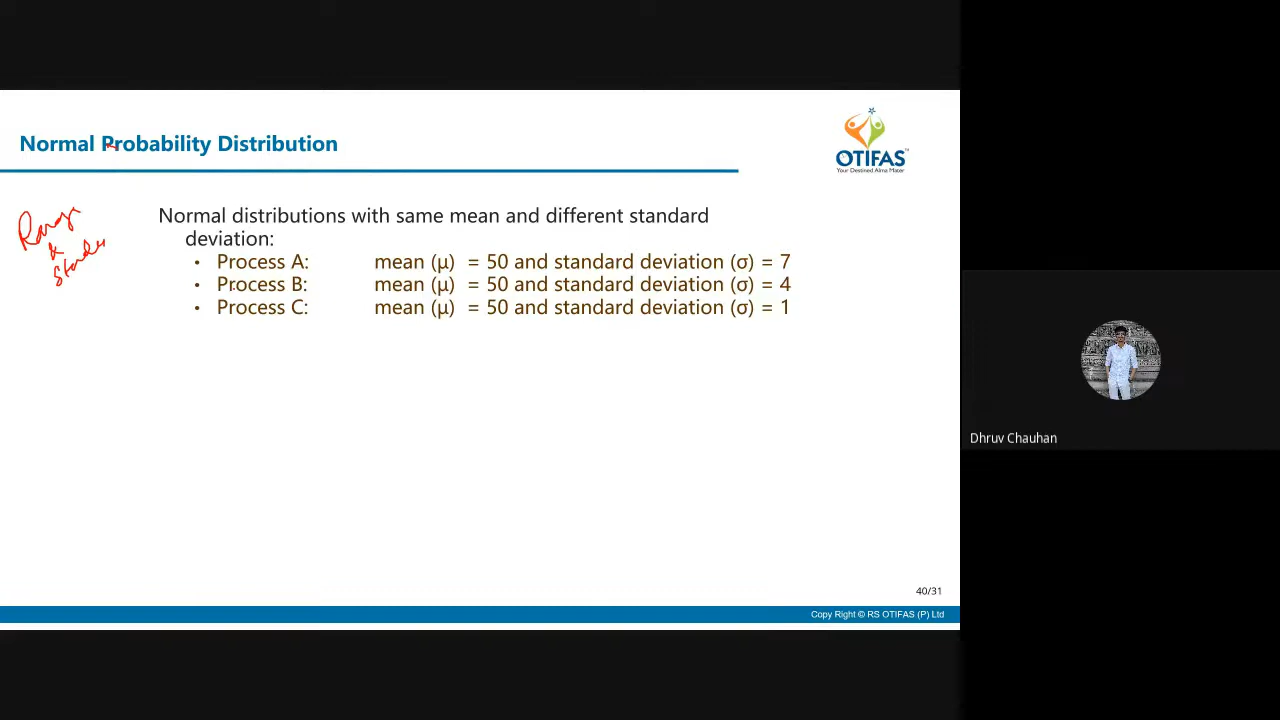 Normal Probability Distribution
OTIFAS
Your Destined Alma Mater
Range
&
Normal distributions with same mean and different standard
deviation:
• Process A: mean (μ) = 50 and standard deviation (σ) = 7
• Process B: mean (μ) = 50 and standard deviation (σ) = 4
• Process C: mean (μ) = 50 and standard deviation (σ) = 1
Dhruv Chauhan
40/31
Copy Right © RS OTIFAS (P) Ltd